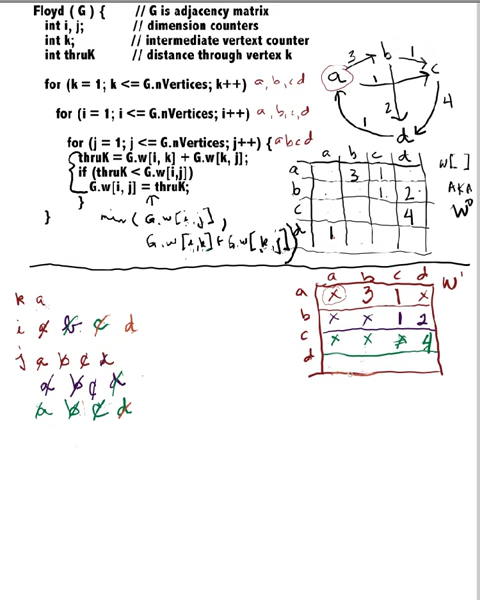 Floyd ( G ) {
// G is adjacency matrix
int i, j;
// dimension counters
int k;
// intermediate vertext counter
int thruK
// distance through vertex k
for (k = 1; k <= G.nVertices; k++) a, b, c d
for (i = 1; i <= G.nVertices; i++) a, b, c, d
for (j = 1; j <= G.nVertices; j++) { a b c d
thruK = G.w[i, k] + G.w[k, j];
if (thruK < G.w[i,j])
G.w[i, j] = thruK;
}
}
min ( G.w[i,j],
G.w[i,k] + G.w[k,j] )
a 3 b 1 c
1
2 4
1 d
a b c d
a 3 1
b 1 2
c 4
d 1
w[ ]
AKA
W⁰
a b c d W'
a x 3 1 x
b x x 1 2
c x x x 4
d
k a
i a b c d
j a b c d
a b c d
a b c d